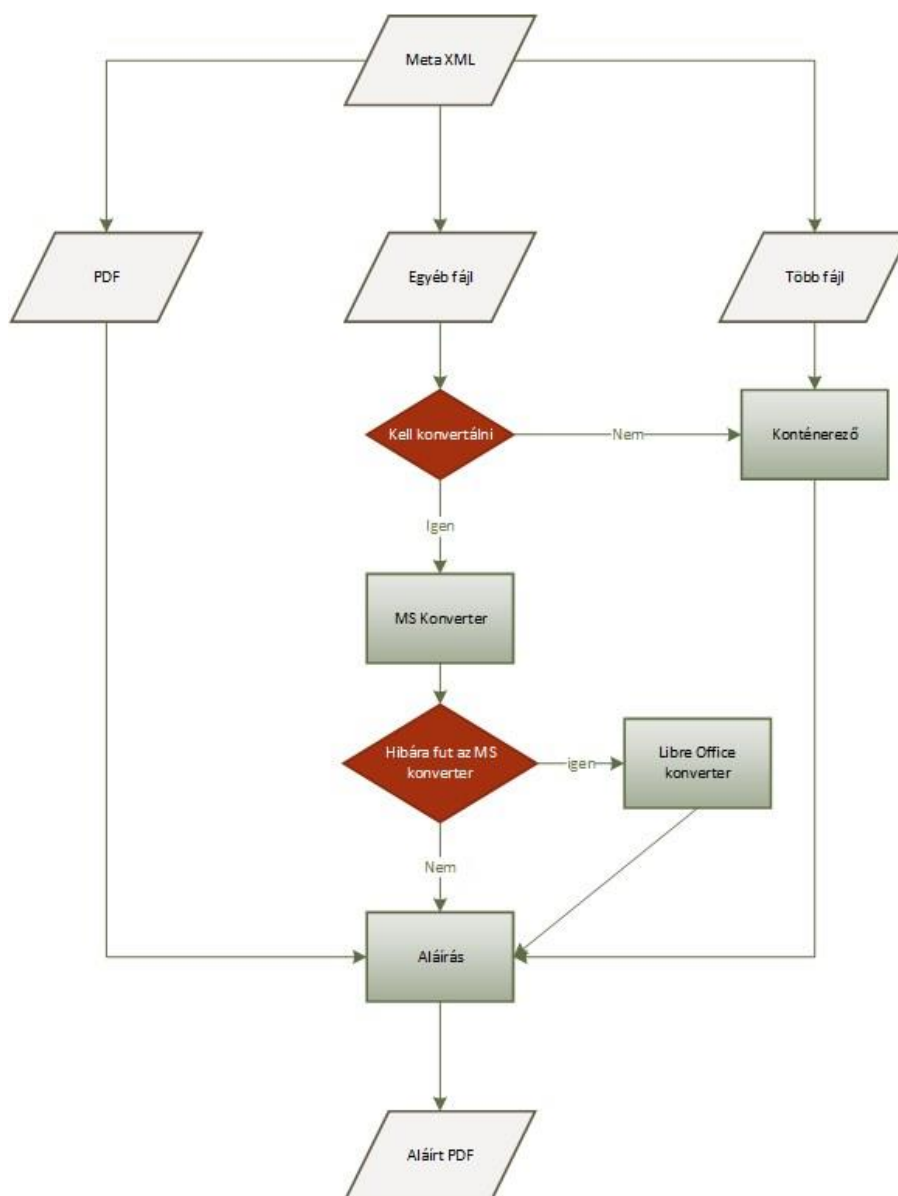 Meta XML
PDF
Egyéb fájl
Több fájl
Kell konvertálni
Nem
Konténerező
Igen
MS Konverter
Hibára fut az MS
konverter
igen
Libre Office
konverter
Nem
Aláírás
Aláírt PDF